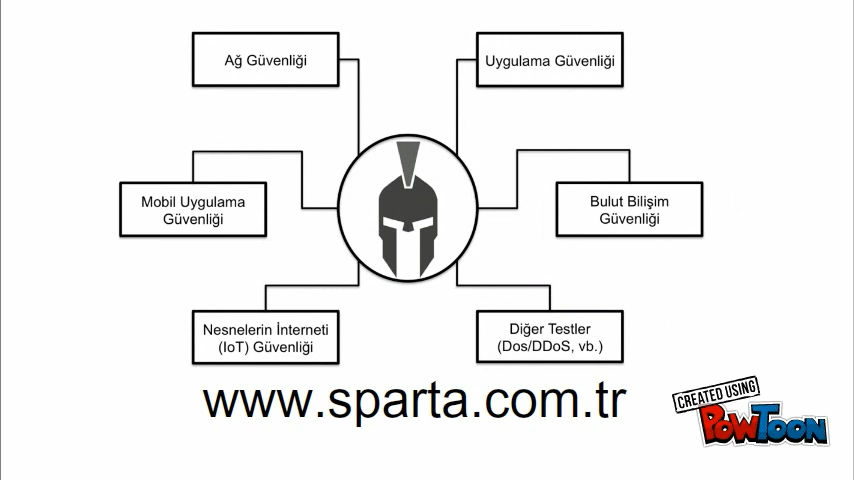 Ağ Güvenliği
Uygulama Güvenliği
Mobil Uygulama
Güvenliği
Bulut Bilişim
Güvenliği
Nesnelerin İnterneti
(IoT) Güvenliği
Diğer Testler
(Dos/DDoS, vb.)
www.sparta.com.tr
CREATED USING
POWTOON